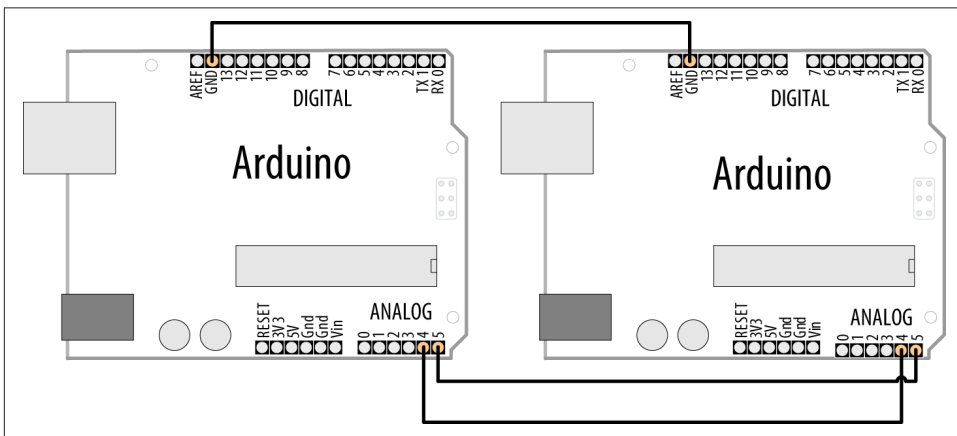 AREF GND 13 12 11 10 9 8 7 6 5 4 3 2 TX 1 RX 0
DIGITAL
Arduino
ANALOG
RESET 3V3 5V Gnd Gnd Vin 0 1 2 3 4 5
AREF GND 13 12 11 10 9 8 7 6 5 4 3 2 TX 1 RX 0
DIGITAL
Arduino
ANALOG
RESET 3V3 5V Gnd Gnd Vin 0 1 2 3 4 5